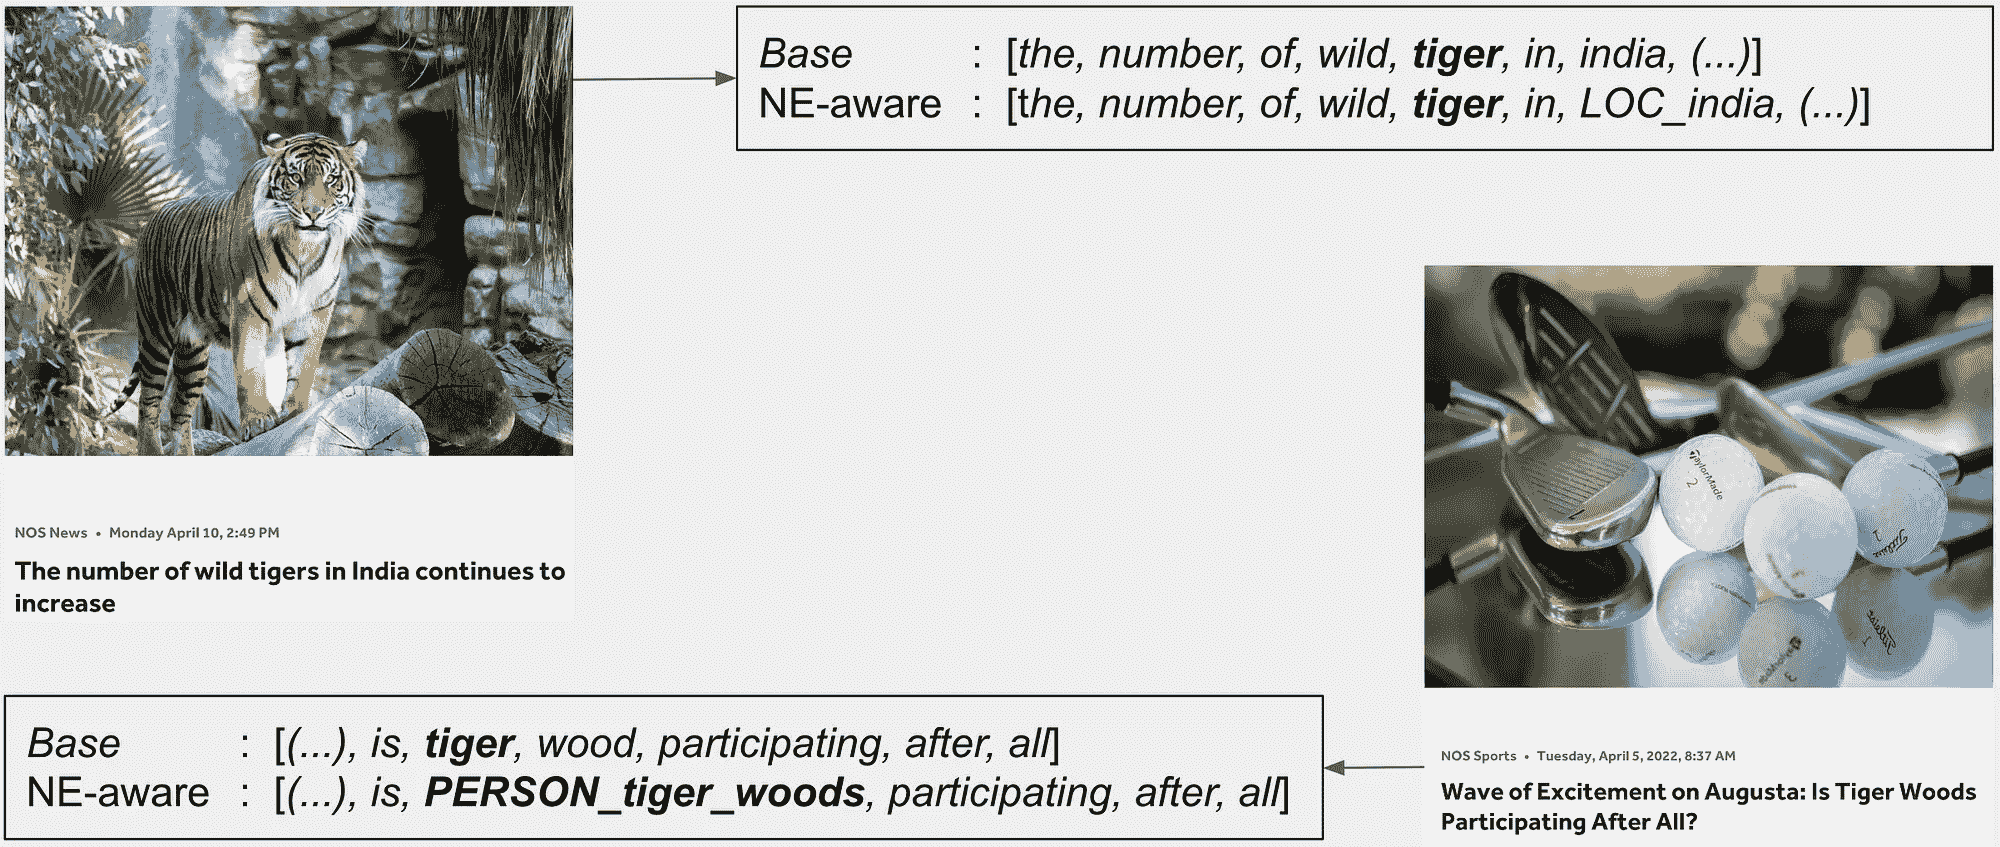 Base : [the, number, of, wild, tiger, in, india, (...)]
NE-aware : [the, number, of, wild, tiger, in, LOC_india, (...)]
NOS News • Monday April 10, 2:49 PM
The number of wild tigers in India continues to
increase
TaylorMade
2
1
Titleist
Titleist
1
3
NOS Sports • Tuesday, April 5, 2022, 8:37 AM
Wave of Excitement on Augusta: Is Tiger Woods
Participating After All?
Base : [(...), is, tiger, wood, participating, after, all]
NE-aware : [(...), is, PERSON_tiger_woods, participating, after, all]